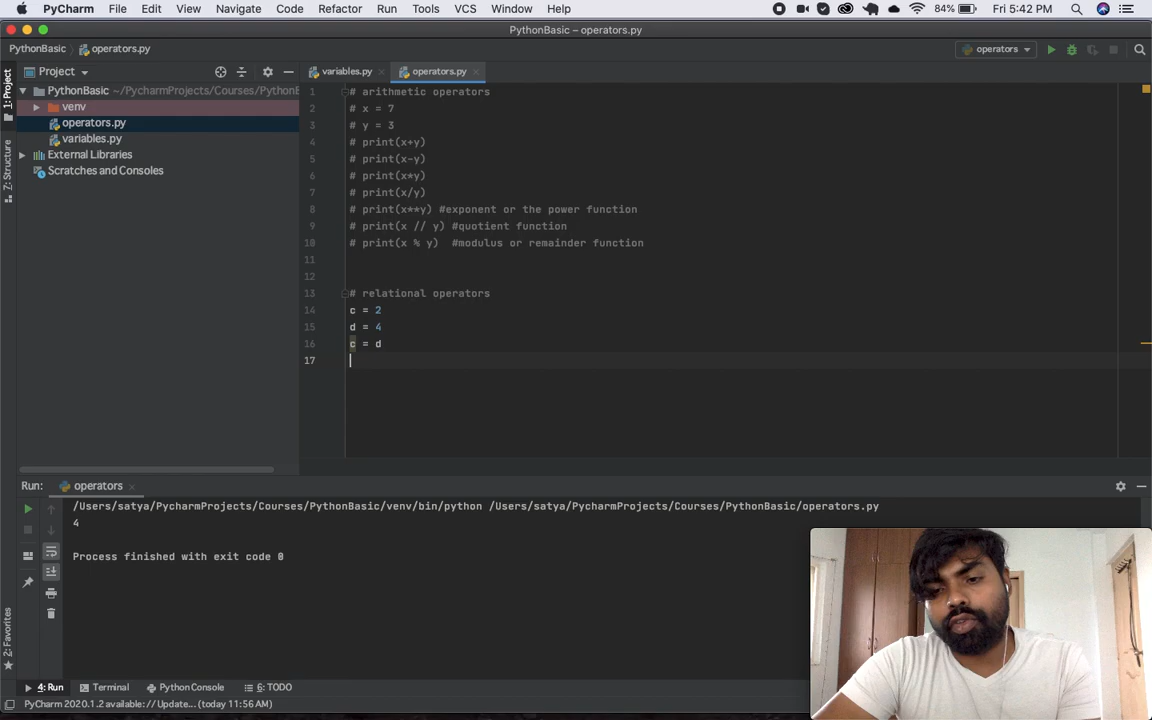 PyCharm File Edit View Navigate Code Refactor Run Tools VCS Window Help 84% Fri 5:42 PM
PythonBasic – operators.py
PythonBasic operators.py operators
1: Project
Project
variables.py operators.py
PythonBasic ~/PycharmProjects/Courses/PythonE
venv
operators.py
variables.py
External Libraries
Scratches and Consoles
Z: Structure
1 # arithmetic operators
2 # x = 7
3 # y = 3
4 # print(x+y)
5 # print(x-y)
6 # print(x*y)
7 # print(x/y)
8 # print(x**y) #exponent or the power function
9 # print(x // y) #quotient function
10 # print(x % y)  #modulus or remainder function
11
12
13 # relational operators
14 c = 2
15 d = 4
16 c = d
17
Run: operators
/Users/satya/PycharmProjects/Courses/PythonBasic/venv/bin/python /Users/satya/PycharmProjects/Courses/PythonBasic/operators.py
4
Process finished with exit code 0
2: Favorites
4: Run Terminal Python Console 6: TODO
PyCharm 2020.1.2 available: // Update... (today 11:56 AM)